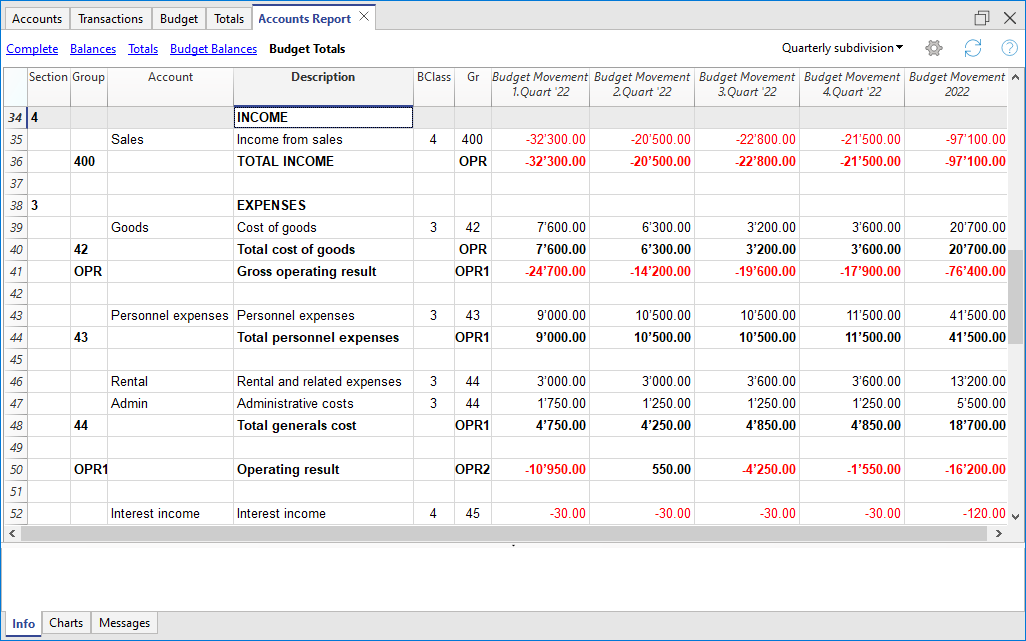 Accounts Transactions Budget Totals Accounts Report
Complete Balances Totals Budget Balances Budget Totals Quarterly subdivision
Section Group Account Description BClass Gr Budget Movement 1.Quart '22 Budget Movement 2.Quart '22 Budget Movement 3.Quart '22 Budget Movement 4.Quart '22 Budget Movement 2022
34 4 INCOME
35 Sales Income from sales 4 400 -32'300.00 -20'500.00 -22'800.00 -21'500.00 -97'100.00
36 400 TOTAL INCOME OPR -32'300.00 -20'500.00 -22'800.00 -21'500.00 -97'100.00
37
38 3 EXPENSES
39 Goods Cost of goods 3 42 7'600.00 6'300.00 3'200.00 3'600.00 20'700.00
40 42 Total cost of goods OPR 7'600.00 6'300.00 3'200.00 3'600.00 20'700.00
41 OPR Gross operating result OPR1 -24'700.00 -14'200.00 -19'600.00 -17'900.00 -76'400.00
42
43 Personnel expenses Personnel expenses 3 43 9'000.00 10'500.00 10'500.00 11'500.00 41'500.00
44 43 Total personnel expenses OPR1 9'000.00 10'500.00 10'500.00 11'500.00 41'500.00
45
46 Rental Rental and related expenses 3 44 3'000.00 3'000.00 3'600.00 3'600.00 13'200.00
47 Admin Administrative costs 3 44 1'750.00 1'250.00 1'250.00 1'250.00 5'500.00
48 44 Total generals cost OPR1 4'750.00 4'250.00 4'850.00 4'850.00 18'700.00
49
50 OPR1 Operating result OPR2 -10'950.00 550.00 -4'250.00 -1'550.00 -16'200.00
51
52 Interest income Interest income 4 45 -30.00 -30.00 -30.00 -30.00 -120.00
Info Charts Messages